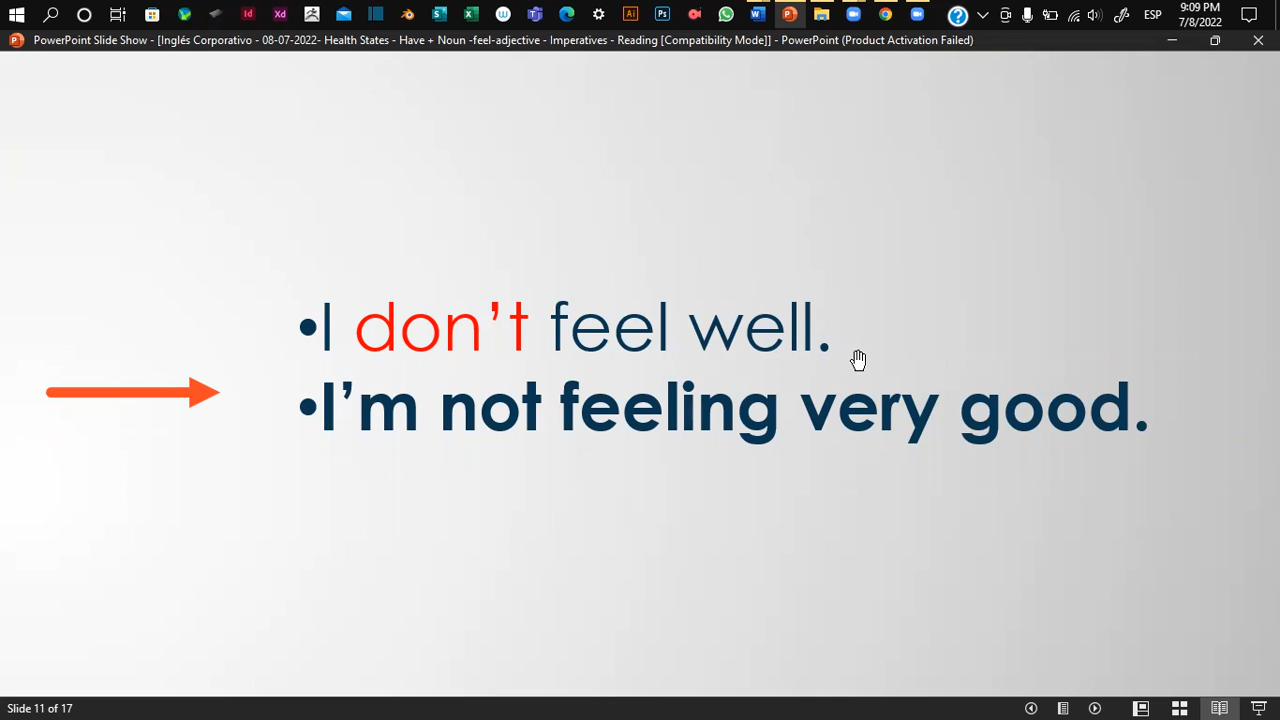 9:09 PM
ESP
7/8/2022
PowerPoint Slide Show - [Inglés Corporativo - 08-07-2022- Health States - Have + Noun -feel-adjective - Imperatives - Reading [Compatibility Mode]] - PowerPoint (Product Activation Failed)
•I don’t feel well.
•I’m not feeling very good.
Slide 11 of 17